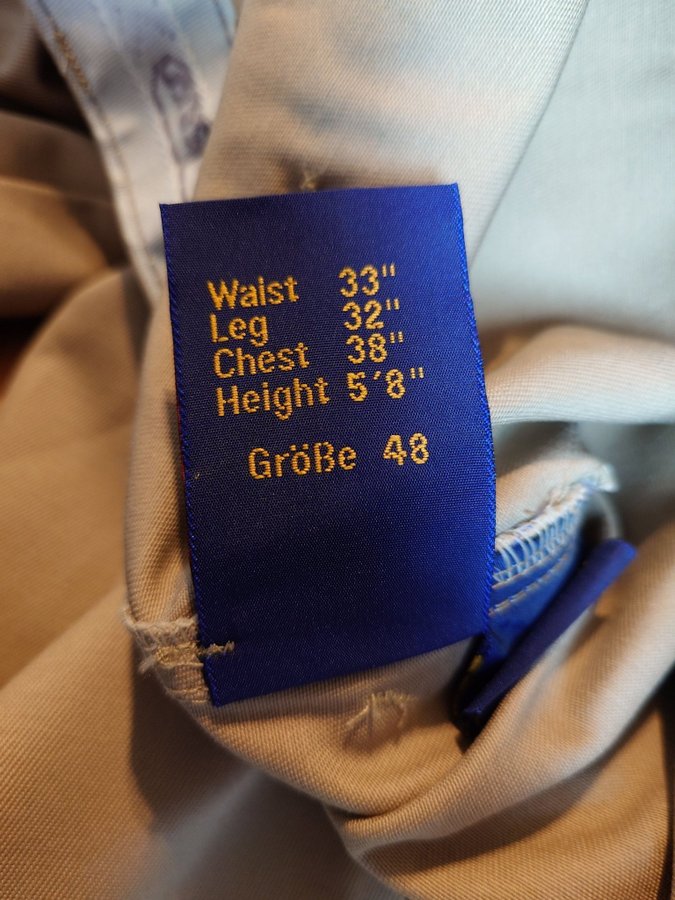 Waist 33"
Leg 32"
Chest 38"
Height 5'8"
Größe 48